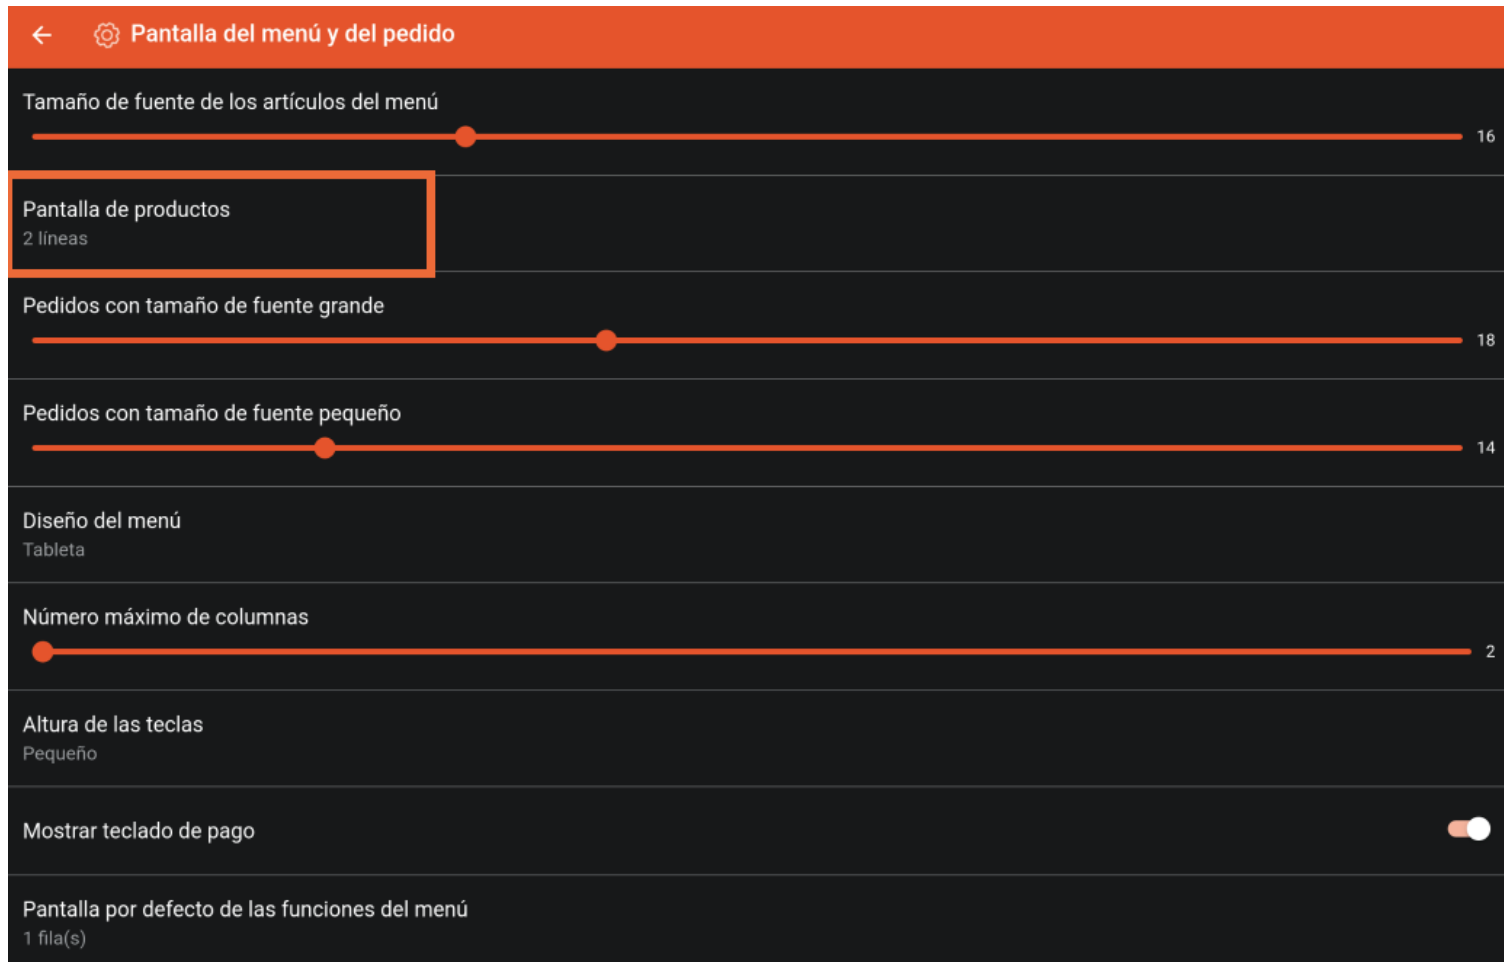 Pantalla del menú y del pedido
Tamaño de fuente de los artículos del menú
16
Pantalla de productos
2 líneas
Pedidos con tamaño de fuente grande
18
Pedidos con tamaño de fuente pequeño
14
Diseño del menú
Tableta
Número máximo de columnas
2
Altura de las teclas
Pequeño
Mostrar teclado de pago
Pantalla por defecto de las funciones del menú
1 fila(s)